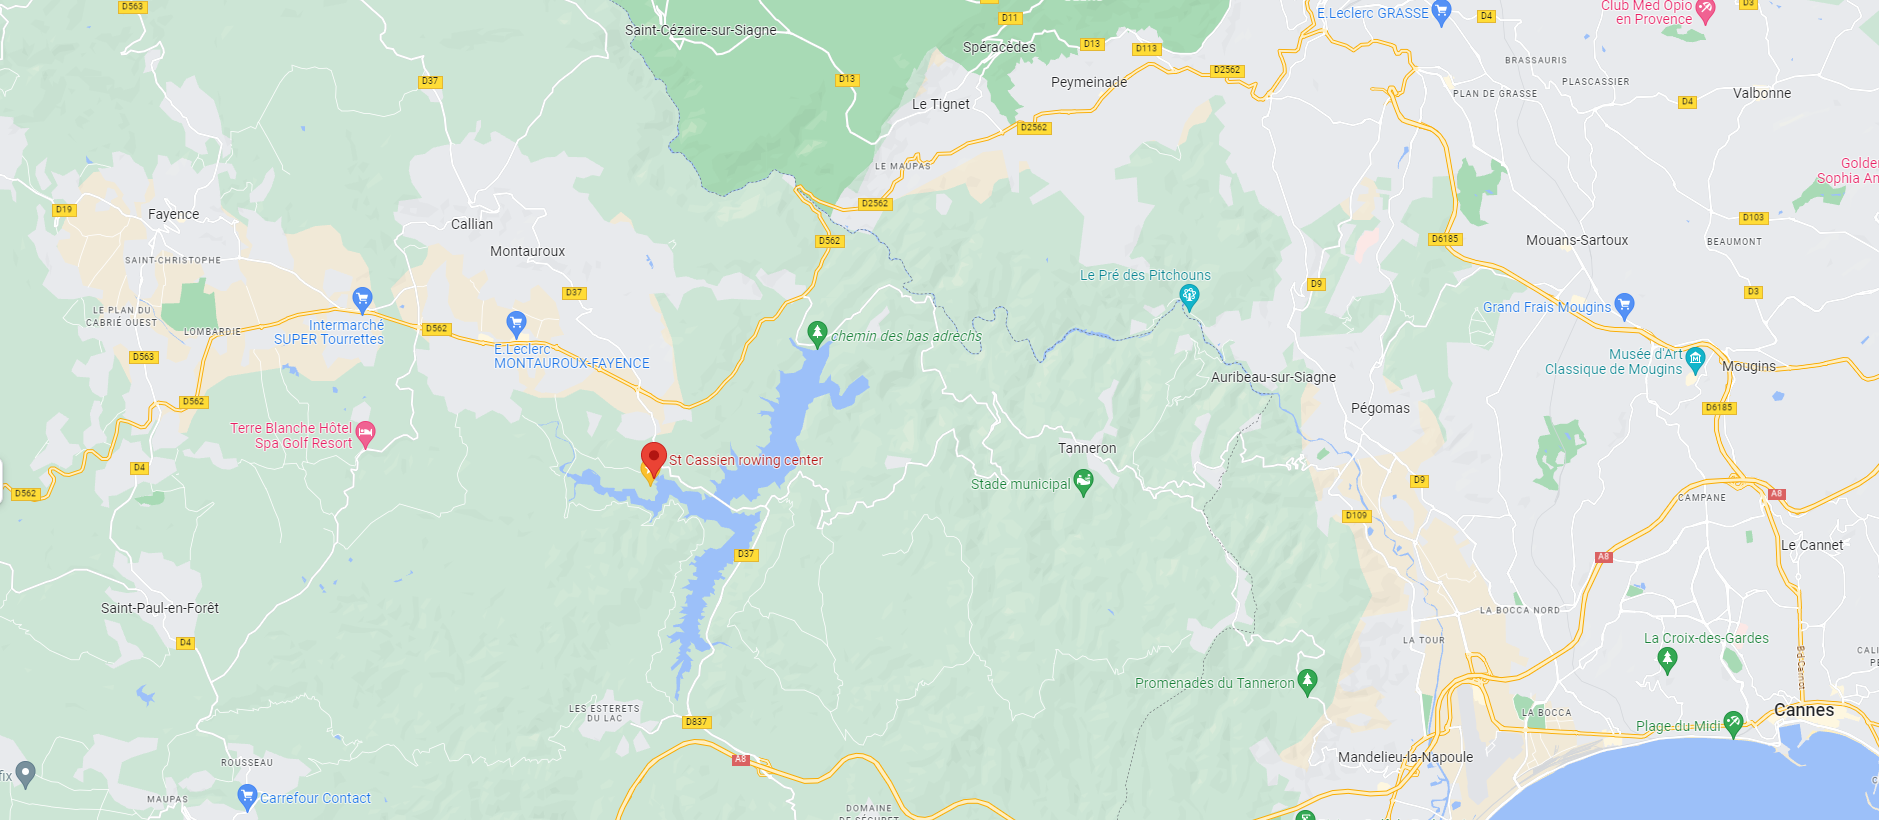 D563
Saint-Cézaire-sur-Siagne
D11
E.Leclerc GRASSE
D4
Club Med Opio
en Provence
D3
Spéracèdes
D13
D113
BRASSAURIS
D37
D13
Peymeinade
D2562
PLASCASSIER
PLAN DE GRASSE
Valbonne
D4
Le Tignet
D2562
LE MAUPAS
Golde
Sophia An
D19
Fayence
D2562
D103
Callian
D562
D6185
Mouans-Sartoux
BEAUMONT
Montauroux
SAINT-CHRISTOPHE
Le Pré des Pitchouns
D9
D37
D3
LE PLAN DU
CABRIÉ OUEST
LOMBARDIE
Intermarché
SUPER Tourrettes
D562
Grand Frais Mougins
chemin des bas adrechs
E.Leclerc
MONTAUROUX-FAYENCE
D563
Musée d'Art
Classique de Mougins
Mougins
Auribeau-sur-Siagne
D562
Pégomas
D6185
Terre Blanche Hôtel
Spa Golf Resort
Tanneron
D4
St Cassien rowing center
Stade municipal
D9
D562
CAMPANE
A8
D109
D37
A8
Le Cannet
Saint-Paul-en-Forêt
LA BOCCA NORD
D4
LA TOUR
La Croix-des-Gardes
Bd Carnot
CALI
Promenades du Tanneron
LES ESTERETS
DU LAC
D837
LA BOCCA
Cannes
Plage du Midi
ROUSSEAU
A8
Mandelieu-la-Napoule
fix
MAUPAS
Carrefour Contact
DOMAINE